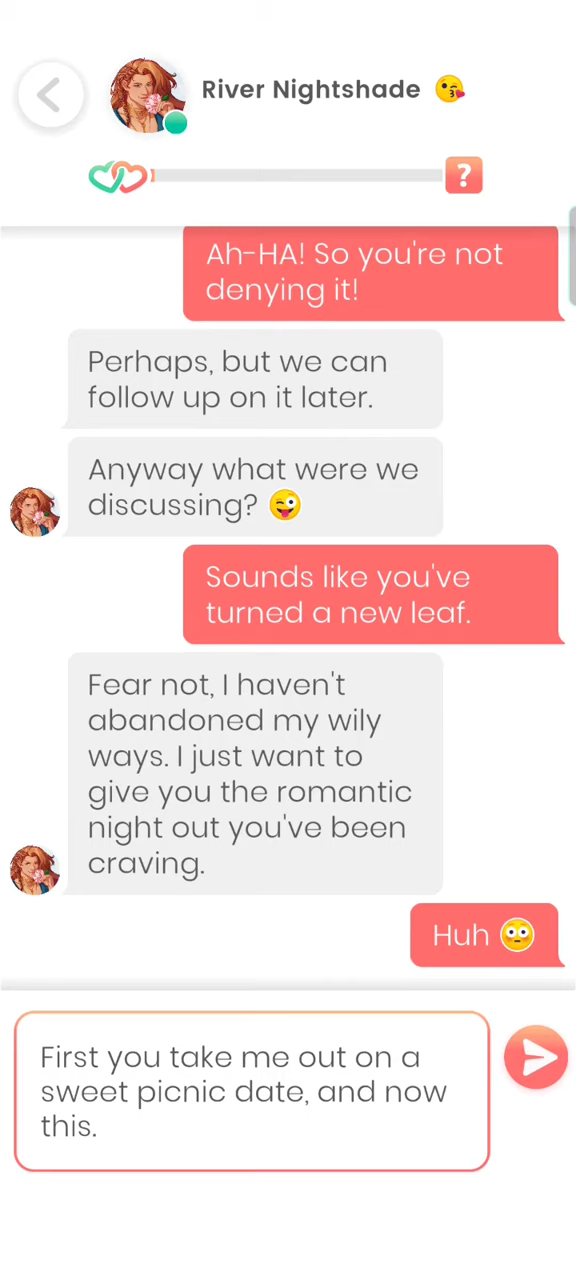 River Nightshade 😘
?
Ah-HA! So you're not
denying it!
Perhaps, but we can
follow up on it later.
Anyway what were we
discussing? 😜
Sounds like you've
turned a new leaf.
Fear not, I haven't
abandoned my wily
ways. I just want to
give you the romantic
night out you've been
craving.
Huh 😳
First you take me out on a
sweet picnic date, and now
this.